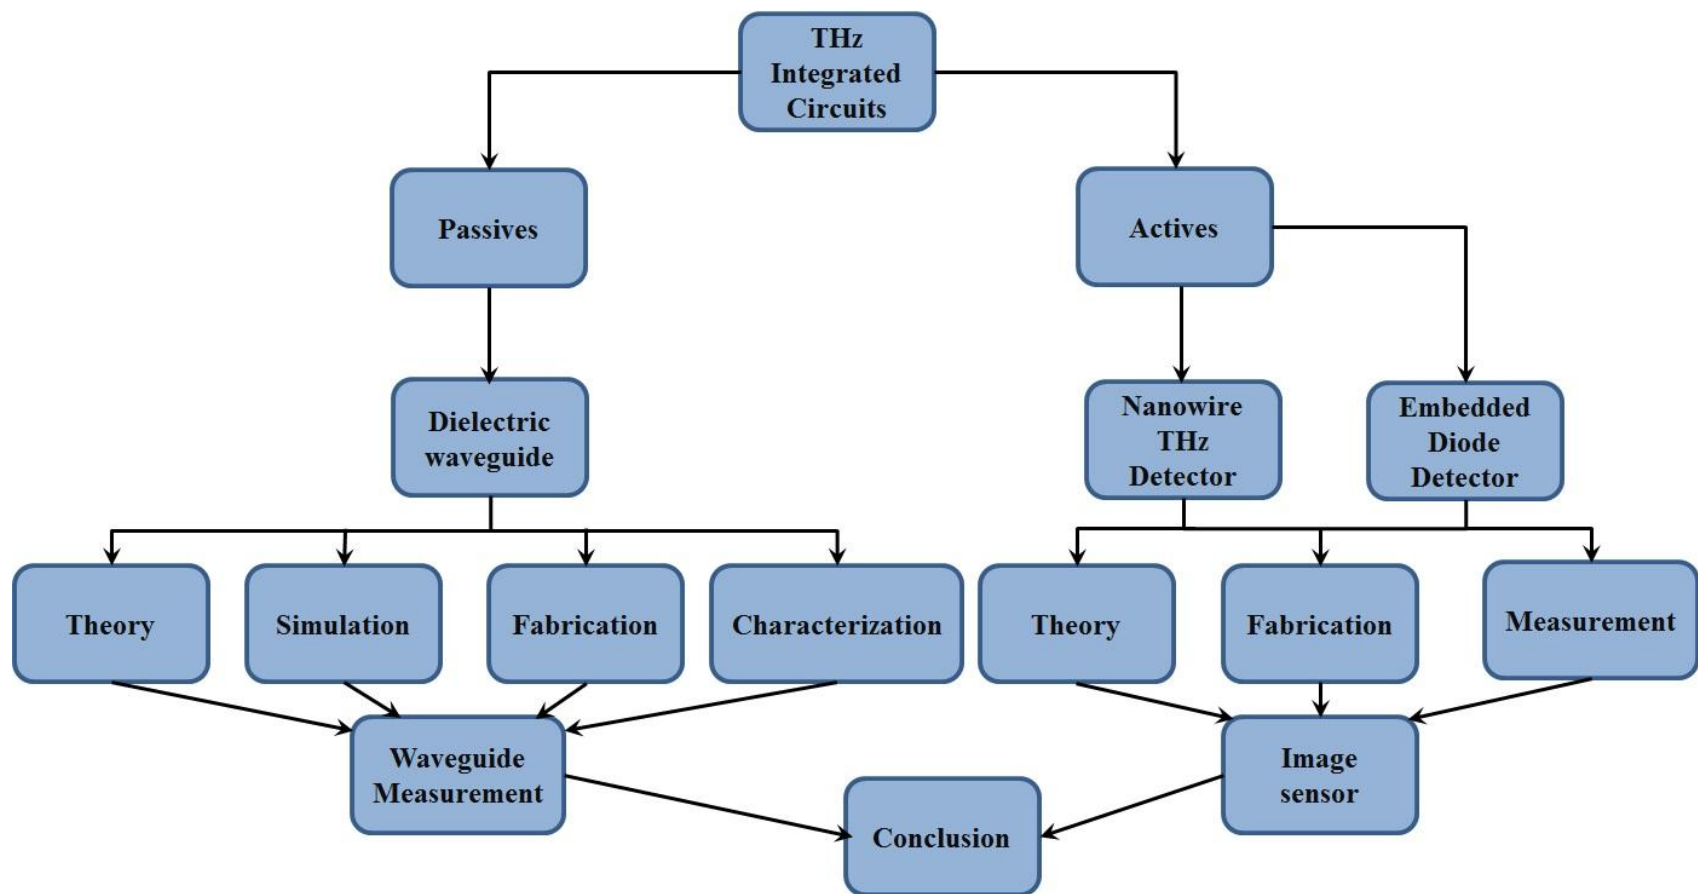 THz
Integrated
Circuits
Passives
Actives
Dielectric
waveguide
Nanowire
THz
Detector
Embedded
Diode
Detector
Theory
Simulation
Fabrication
Characterization
Theory
Fabrication
Measurement
Waveguide
Measurement
Image
sensor
Conclusion